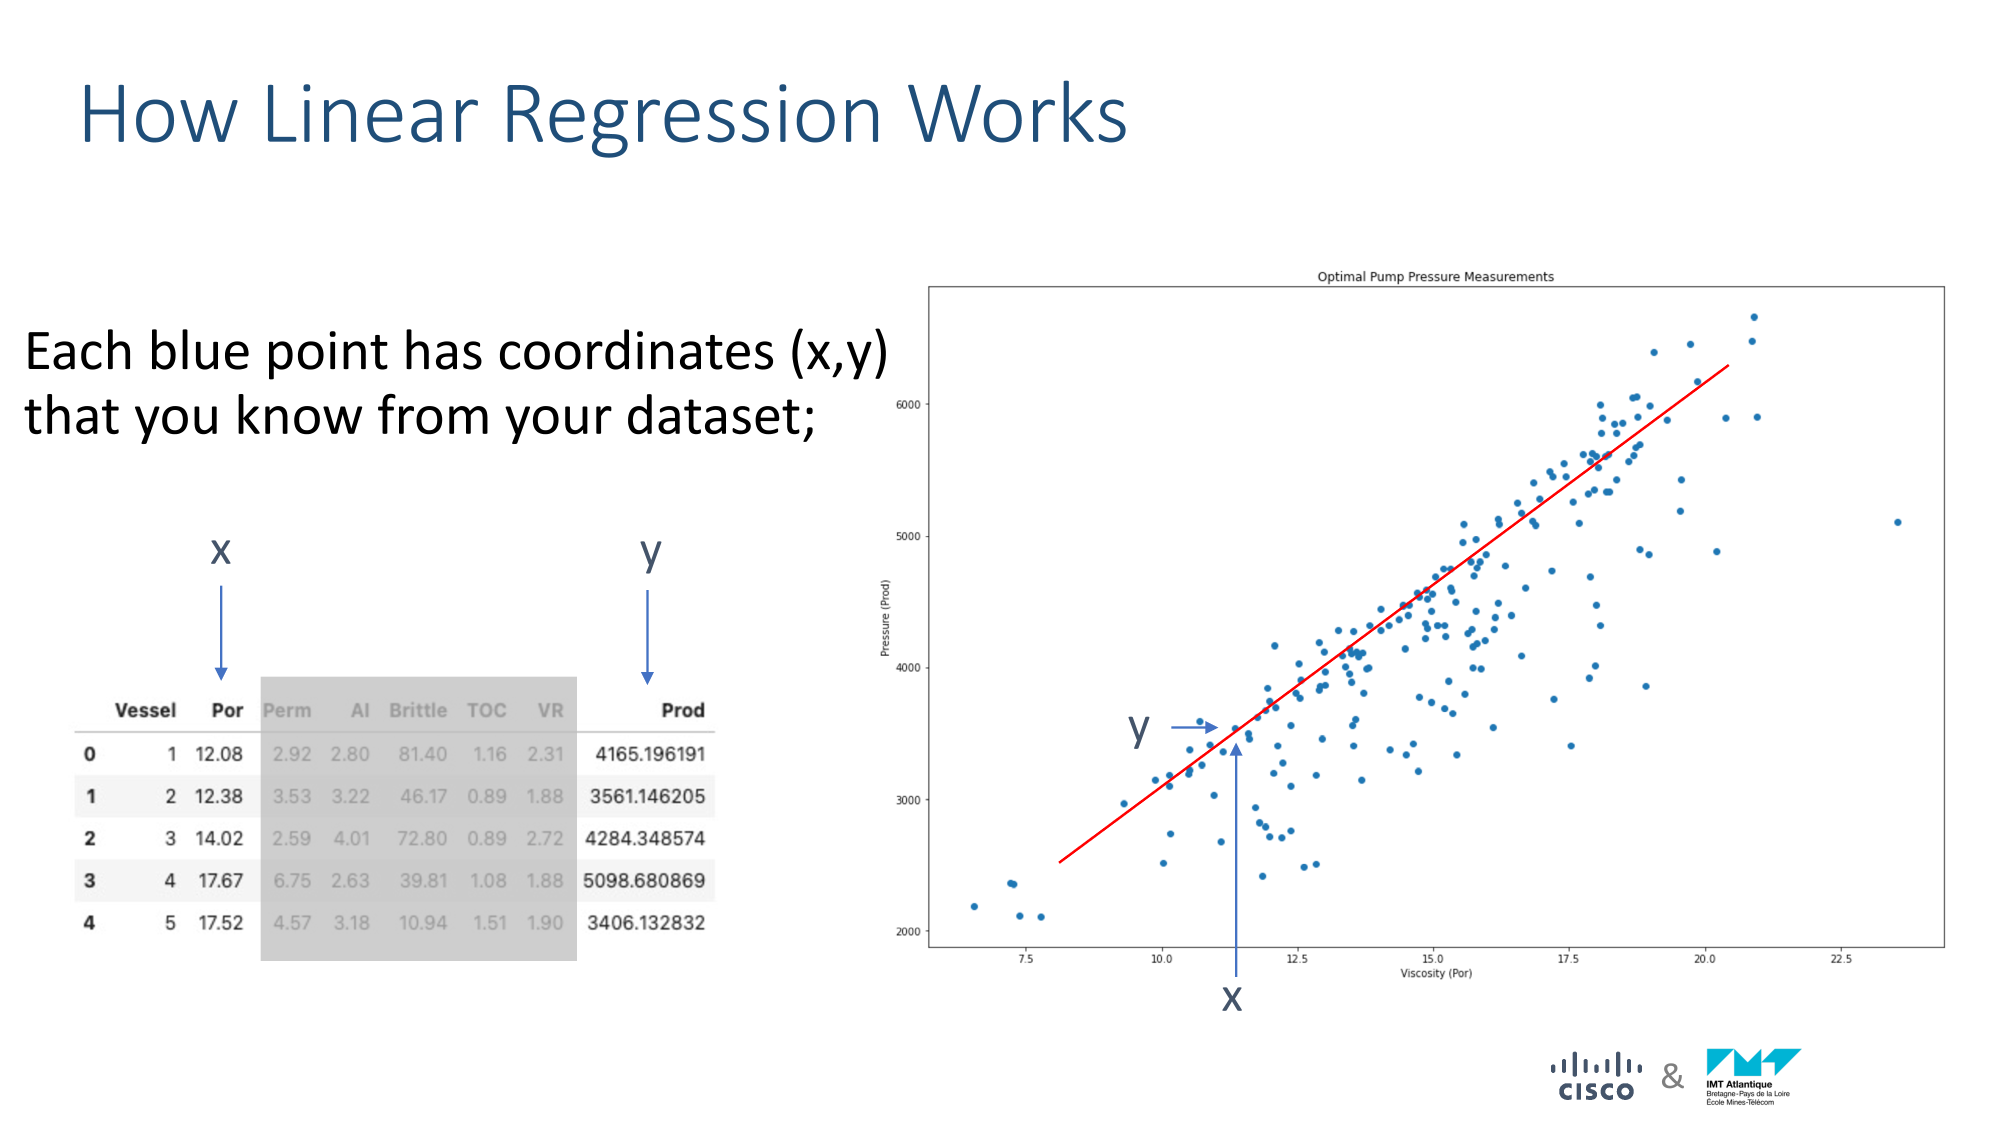 How Linear Regression Works
Each blue point has coordinates (x,y)
that you know from your dataset;
x
y
Vessel Por Perm AI Brittle TOC VR Prod
0 1 12.08 2.92 2.80 81.40 1.16 2.31 4165.196191
1 2 12.38 3.53 3.22 46.17 0.89 1.88 3561.146205
2 3 14.02 2.59 4.01 72.80 0.89 2.72 4284.348574
3 4 17.67 6.75 2.63 39.81 1.08 1.88 5098.680869
4 5 17.52 4.57 3.18 10.94 1.51 1.90 3406.132832
Optimal Pump Pressure Measurements
Pressure (Prod)
6000
5000
4000
3000
2000
y
7.5 10.0 12.5 15.0 17.5 20.0 22.5
Viscosity (Por)
x
CISCO
&
IMT Atlantique
Bretagne-Pays de la Loire
École Mines-Télécom